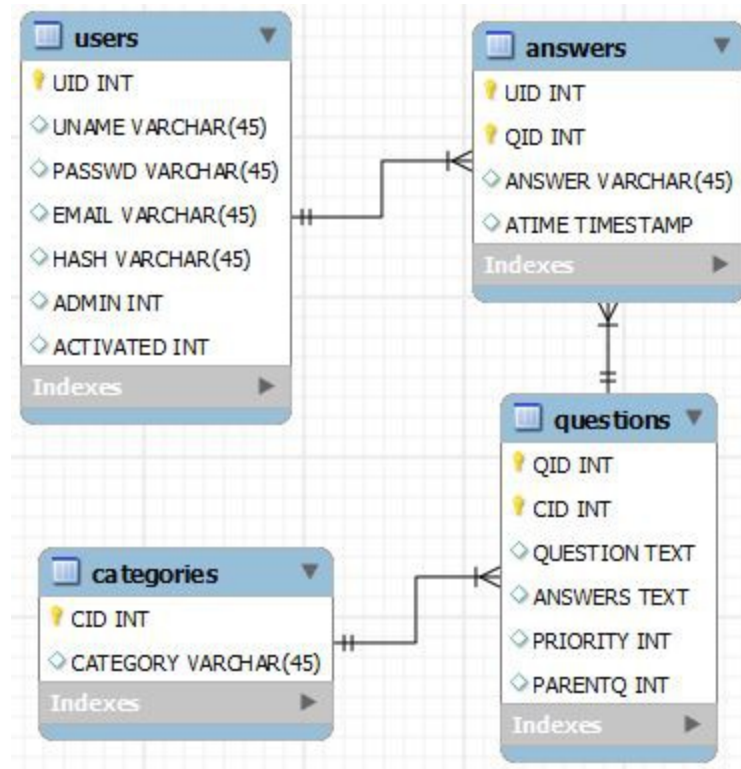 users
UID INT
UNAME VARCHAR(45)
PASSWD VARCHAR(45)
EMAIL VARCHAR(45)
HASH VARCHAR(45)
ADMIN INT
ACTIVATED INT
Indexes
answers
UID INT
QID INT
ANSWER VARCHAR(45)
ATIME TIMESTAMP
Indexes
categories
CID INT
CATEGORY VARCHAR(45)
Indexes
questions
QID INT
CID INT
QUESTION TEXT
ANSWERS TEXT
PRIORITY INT
PARENTQ INT
Indexes